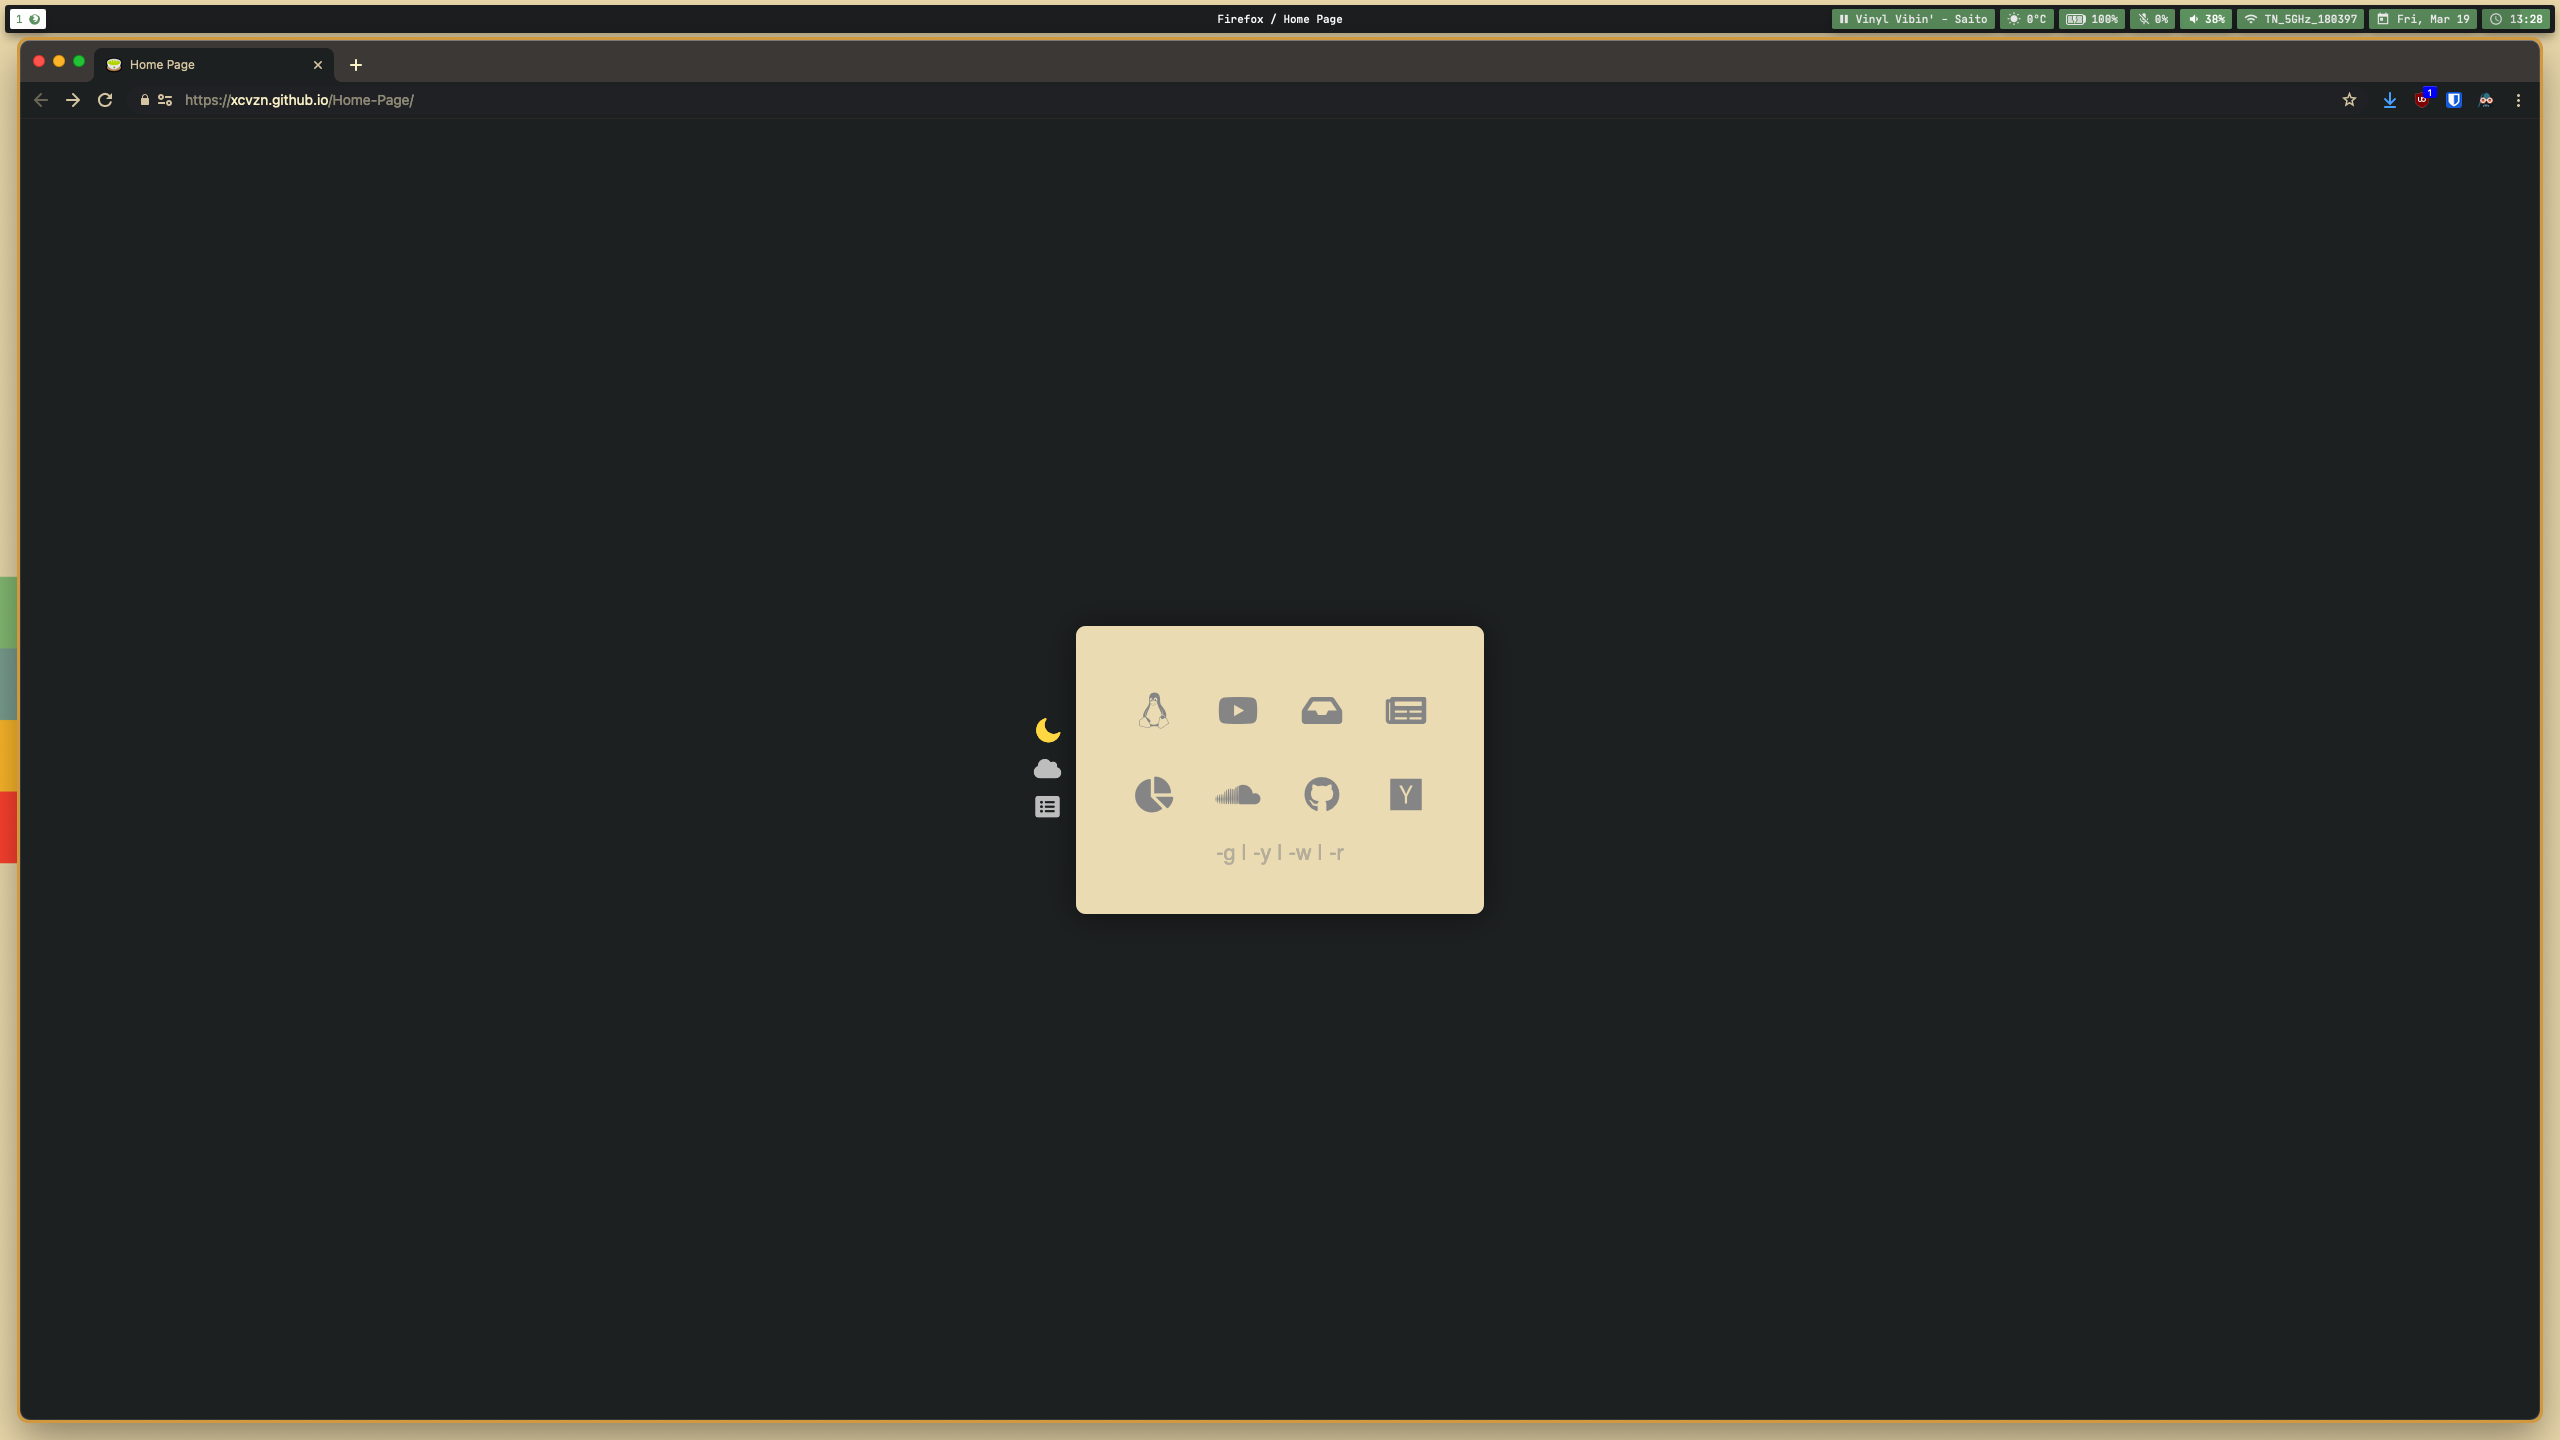 1
Firefox / Home Page
Vinyl Vibin' - Saito
0°C
100%
0%
38%
TN_5GHz_180397
Fri, Mar 19
13:28
Home Page
https://xcvzn.github.io/Home-Page/
1
Y
-g | -y | -w | -r